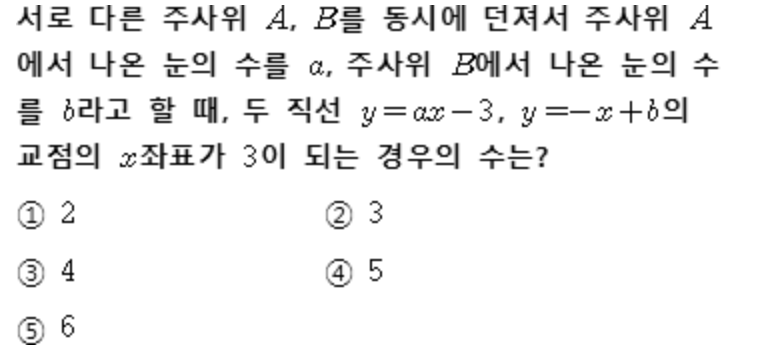 서로 다른 주사위 A, B를 동시에 던져서 주사위 A
에서 나온 눈의 수를 a, 주사위 B에서 나온 눈의 수
를 b라고 할 때, 두 직선 y=ax-3, y=-x+b의
교점의 x좌표가 3이 되는 경우의 수는?
① 2 ② 3
③ 4 ④ 5
⑤ 6